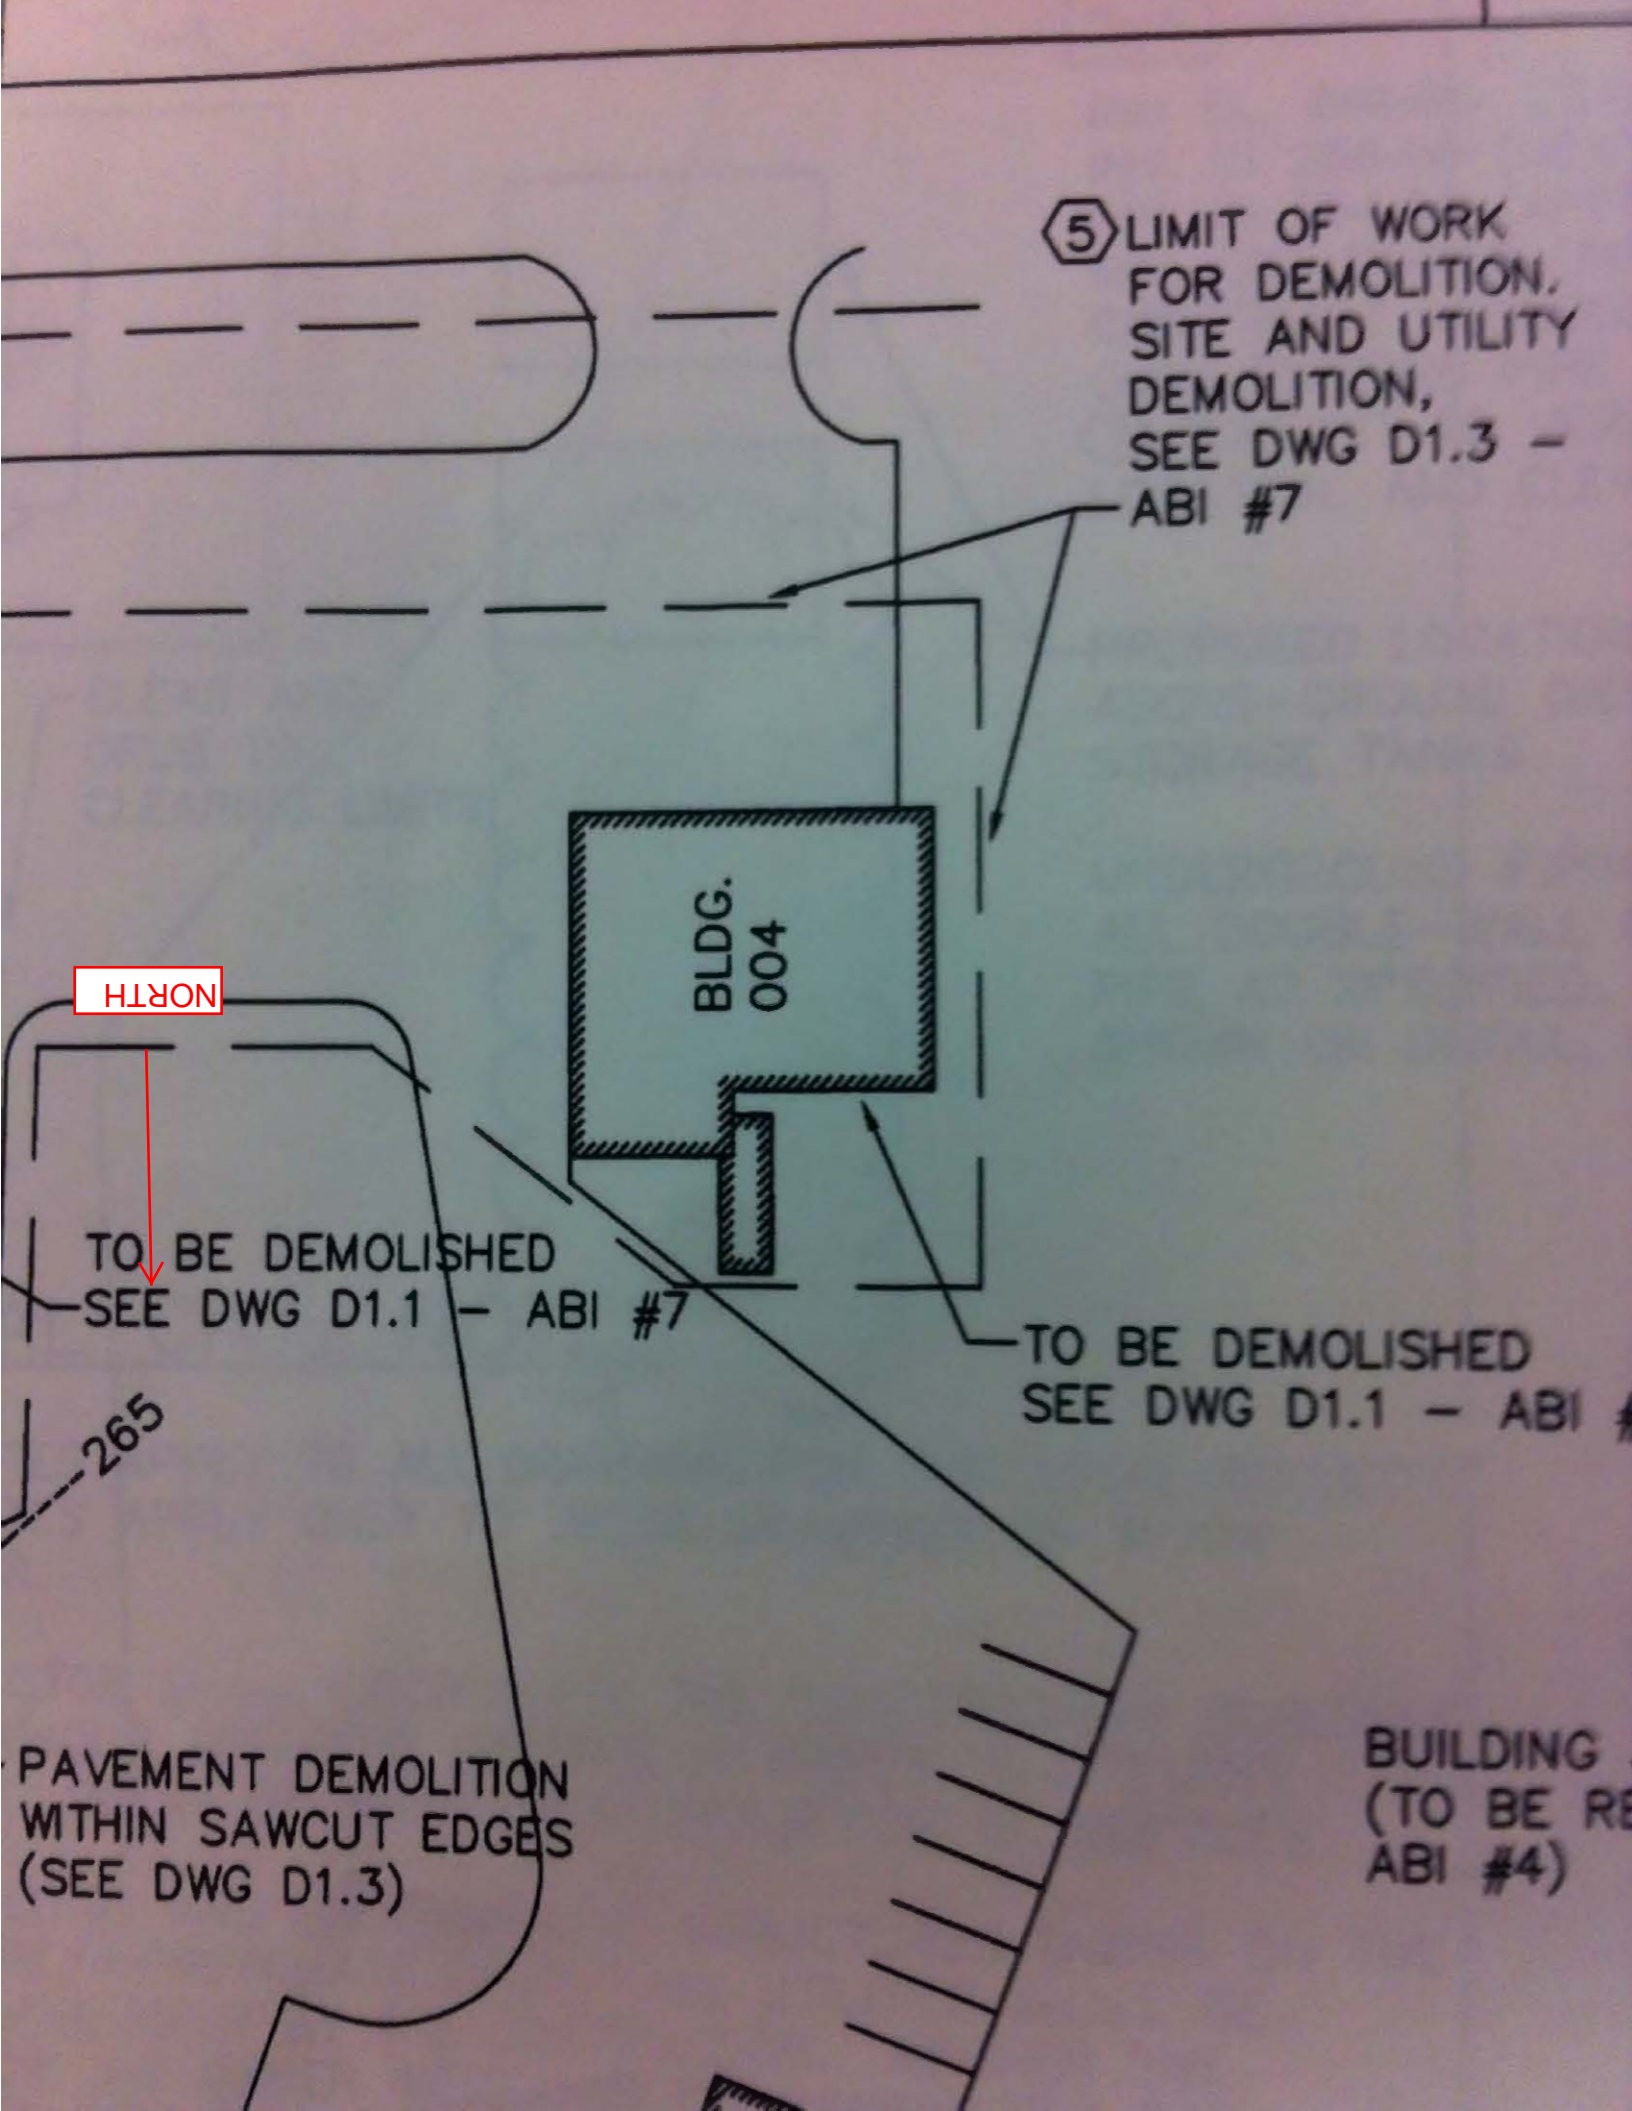 5 LIMIT OF WORK
FOR DEMOLITION.
SITE AND UTILITY
DEMOLITION,
SEE DWG D1.3 –
ABI #7
BLDG.
004
NORTH
TO BE DEMOLISHED
SEE DWG D1.1 – ABI #7
TO BE DEMOLISHED
SEE DWG D1.1 – ABI #
265
PAVEMENT DEMOLITION
WITHIN SAWCUT EDGES
(SEE DWG D1.3)
BUILDING
(TO BE RE
ABI #4)